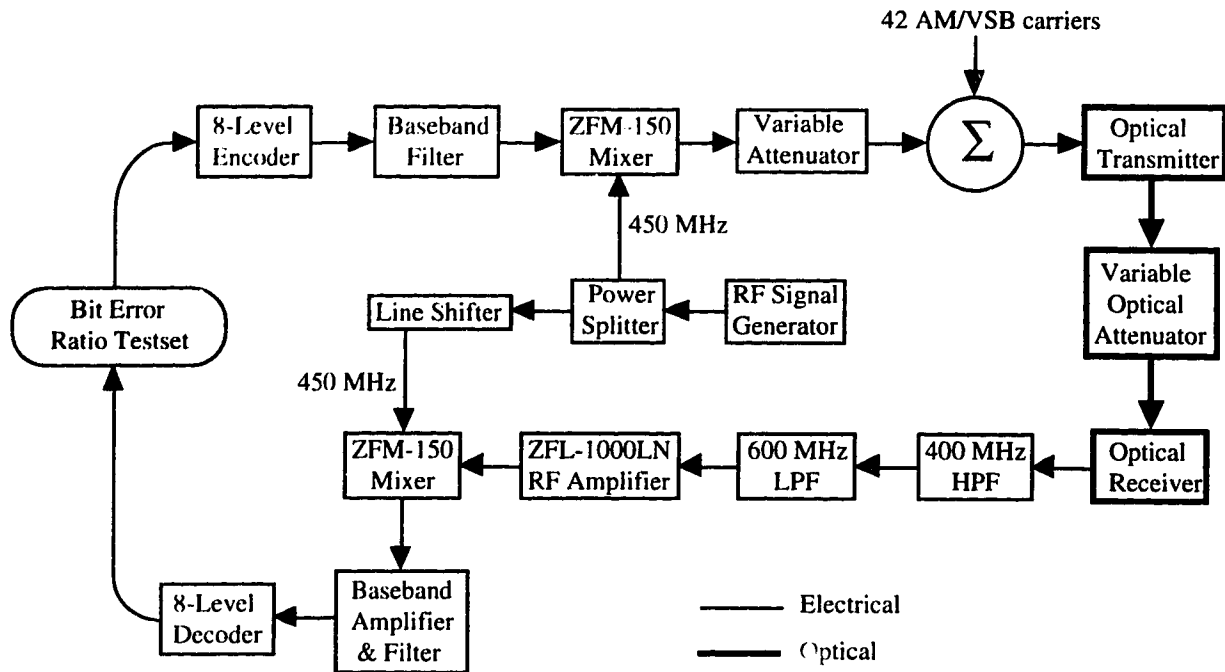 42 AM/VSB carriers
8-Level
Encoder
Baseband
Filter
ZFM-150
Mixer
Variable
Attenuator
Σ
Optical
Transmitter
450 MHz
Variable
Optical
Attenuator
Bit Error
Ratio Testset
Line Shifter
Power
Splitter
RF Signal
Generator
450 MHz
ZFM-150
Mixer
ZFL-1000LN
RF Amplifier
600 MHz
LPF
400 MHz
HPF
Optical
Receiver
8-Level
Decoder
Baseband
Amplifier
& Filter
Electrical
Optical